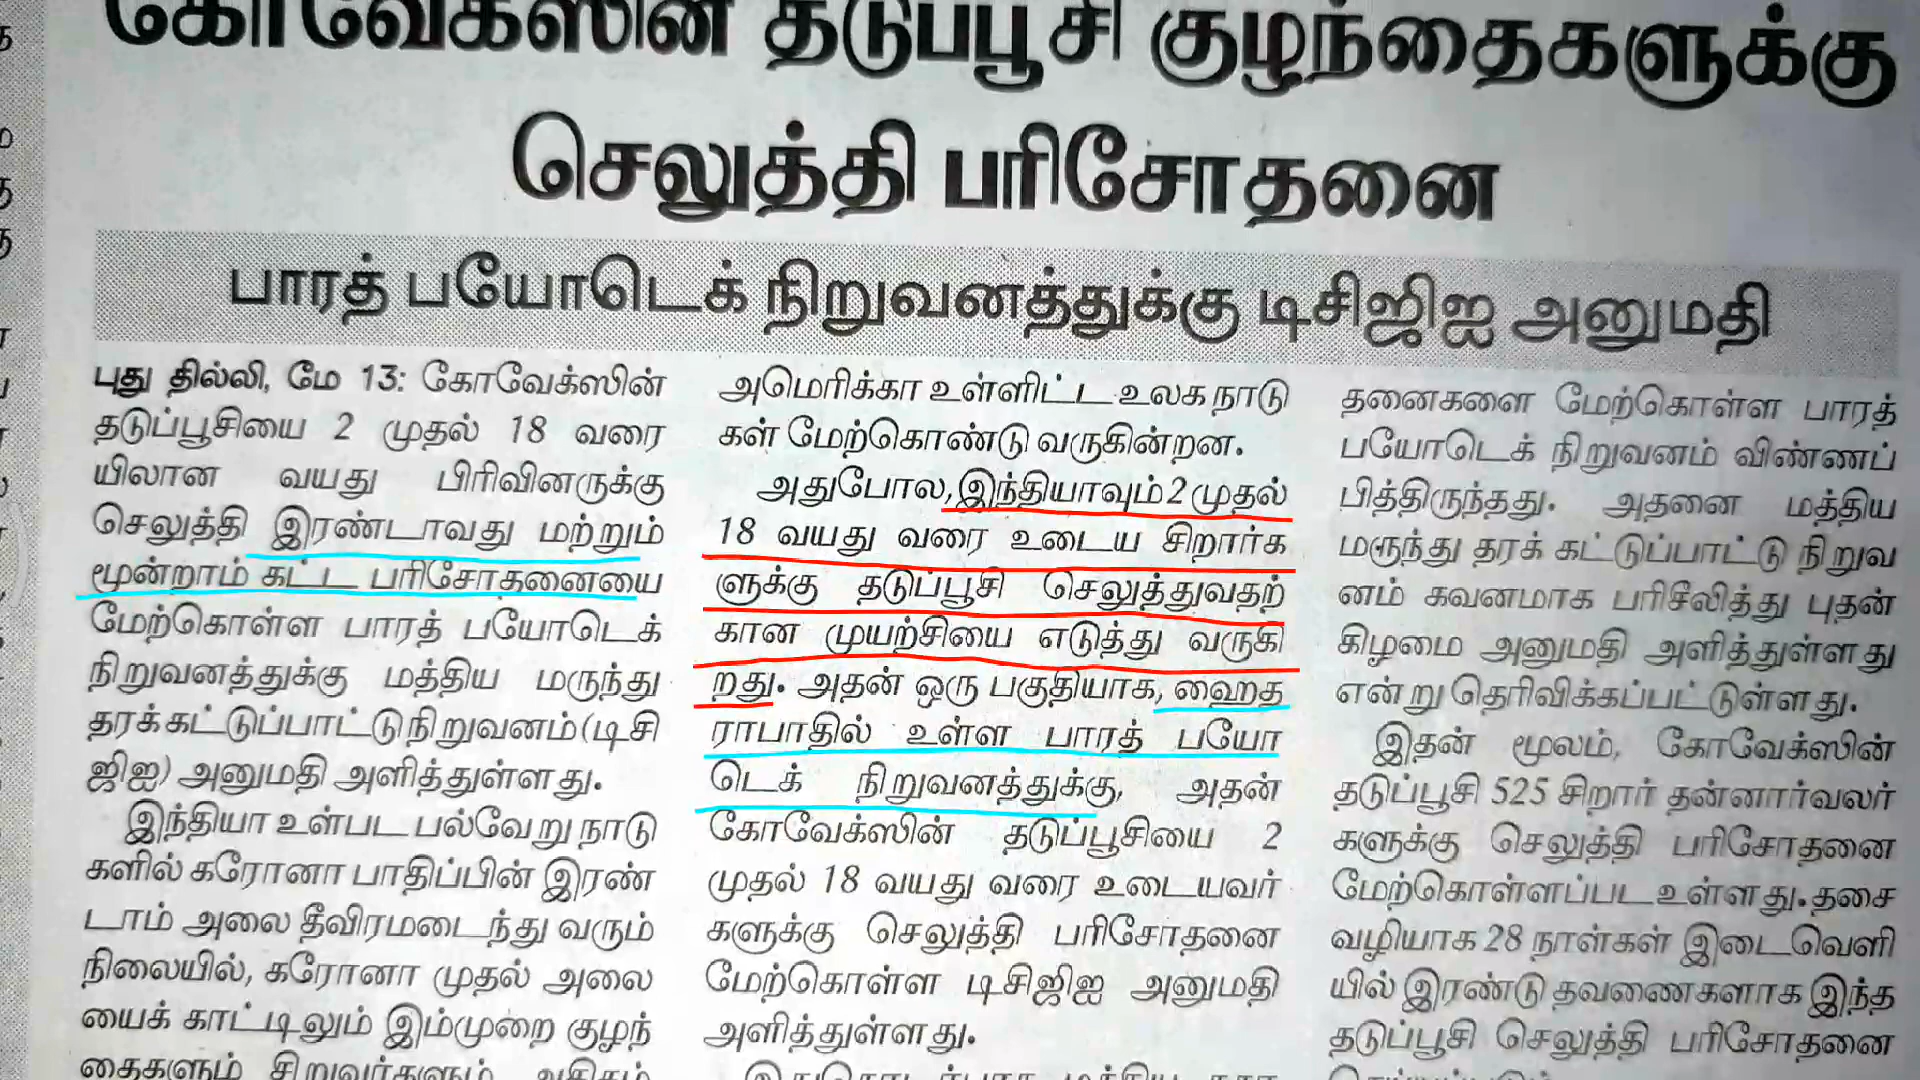 கோவேக்ஸின் தடுப்பூசி குழந்தைகளுக்கு
செலுத்தி பரிசோதனை
பாரத் பயோடெக் நிறுவனத்துக்கு டிசிஜிஐ அனுமதி
புது தில்லி, மே 13: கோவேக்ஸின்
தடுப்பூசியை 2 முதல் 18 வரை
யிலான வயது பிரிவினருக்கு
செலுத்தி இரண்டாவது மற்றும்
மூன்றாம் கட்ட பரிசோதனையை
மேற்கொள்ள பாரத் பயோடெக்
நிறுவனத்துக்கு மத்திய மருந்து
தரக்கட்டுப்பாட்டு நிறுவனம் (டிசி
ஜிஐ) அனுமதி அளித்துள்ளது.
இந்தியா உள்பட பல்வேறு நாடு
களில் கரோனா பாதிப்பின் இரண்
டாம் அலை தீவிரமடைந்து வரும்
நிலையில், கரோனா முதல் அலை
யைக் காட்டிலும் இம்முறை குழந்
தைகளும் சிறுவர்களும் அதிகம்
அமெரிக்கா உள்ளிட்ட உலக நாடு
கள் மேற்கொண்டு வருகின்றன.
அதுபோல, இந்தியாவும் 2 முதல்
18 வயது வரை உடைய சிறார்க
ளுக்கு தடுப்பூசி செலுத்துவதற்
கான முயற்சியை எடுத்து வருகி
றது. அதன் ஒரு பகுதியாக, ஹைத
ராபாதில் உள்ள பாரத் பயோ
டெக் நிறுவனத்துக்கு, அதன்
கோவேக்ஸின் தடுப்பூசியை 2
முதல் 18 வயது வரை உடையவர்
களுக்கு செலுத்தி பரிசோதனை
மேற்கொள்ள டிசிஜிஐ அனுமதி
அளித்துள்ளது.
தனைகளை மேற்கொள்ள பாரத்
பயோடெக் நிறுவனம் விண்ணப்
பித்திருந்தது. அதனை மத்திய
மருந்து தரக் கட்டுப்பாட்டு நிறுவ
னம் கவனமாக பரிசீலித்து புதன்
கிழமை அனுமதி அளித்துள்ளது
என்று தெரிவிக்கப்பட்டுள்ளது.
இதன் மூலம், கோவேக்ஸின்
தடுப்பூசி 525 சிறார் தன்னார்வலர்
களுக்கு செலுத்தி பரிசோதனை
மேற்கொள்ளப்பட உள்ளது. தசை
வழியாக 28 நாள்கள் இடைவெளி
யில் இரண்டு தவணைகளாக இந்த
தடுப்பூசி செலுத்தி பரிசோதனை